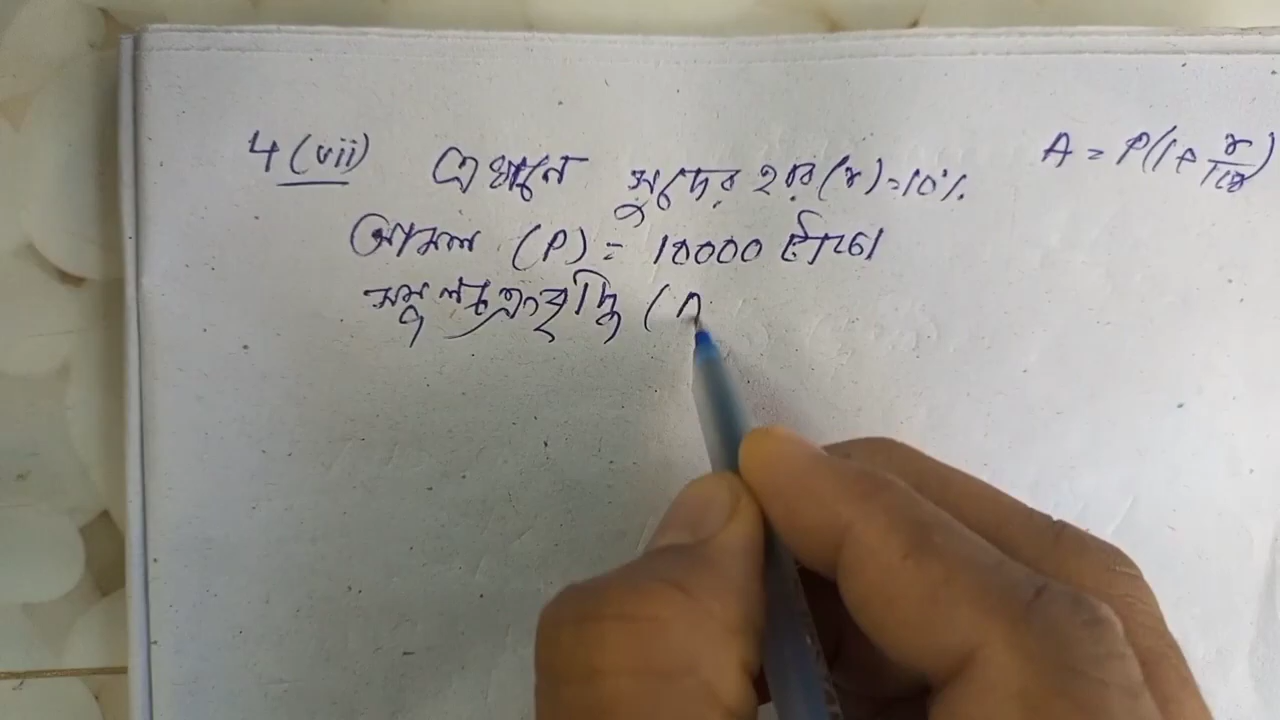 4 (vii) এখানে সুদের হার (r) = 10%
A = P(1+ r/100)
আসল (P) = 10000 টাকা
সমূল চক্রবৃদ্ধি (A